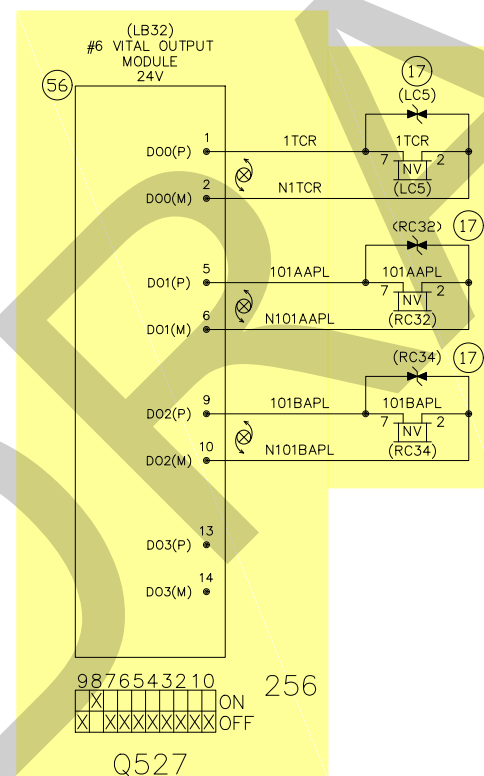 (LB32)
#6 VITAL OUTPUT
MODULE
24V
56
17
(LC5)
1
DO0(P)
1TCR
1TCR
7 NV 2
(LC5)
2
DO0(M)
N1TCR
(RC32)
17
5
DO1(P)
101AAPL
101AAPL
7 NV 2
(RC32)
6
DO1(M)
N101AAPL
(RC34)
17
9
DO2(P)
101BAPL
101BAPL
7 NV 2
(RC34)
10
DO2(M)
N101BAPL
13
DO3(P)
14
DO3(M)
9876543210
X ON
X XXXXXXXX OFF
256
Q527